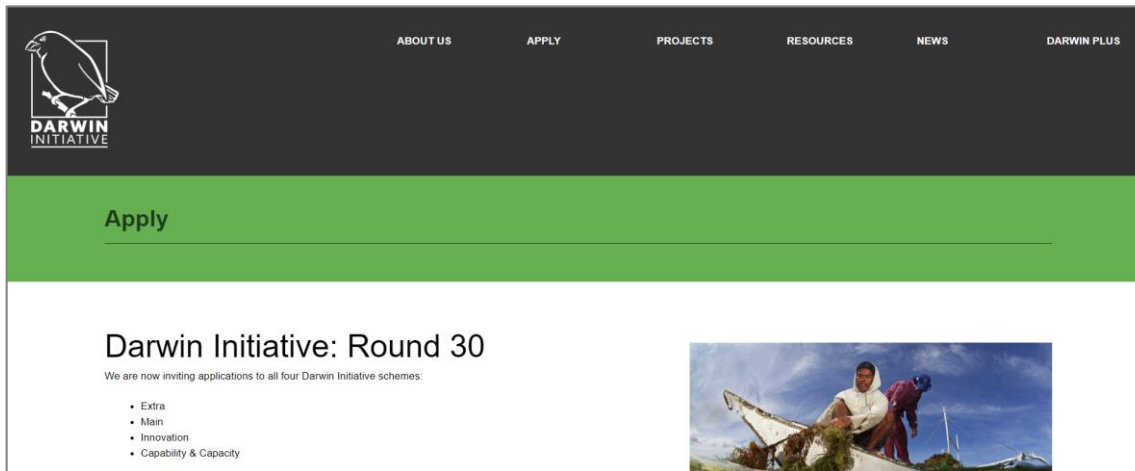 ABOUT US APPLY PROJECTS RESOURCES NEWS DARWIN PLUS
DARWIN
INITIATIVE
Apply
Darwin Initiative: Round 30
We are now inviting applications to all four Darwin Initiative schemes:
• Extra
• Main
• Innovation
• Capability & Capacity